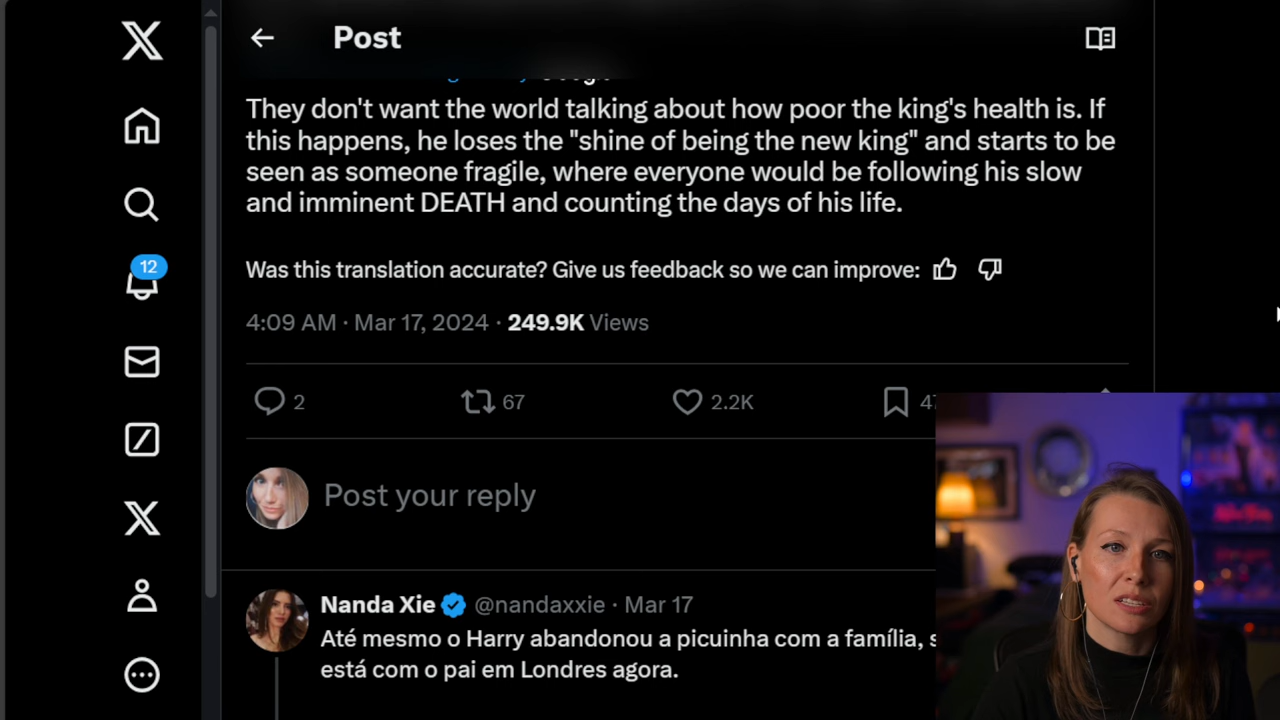 Post
They don't want the world talking about how poor the king's health is. If
this happens, he loses the "shine of being the new king" and starts to be
seen as someone fragile, where everyone would be following his slow
and imminent DEATH and counting the days of his life.
Was this translation accurate? Give us feedback so we can improve:
4:09 AM · Mar 17, 2024 · 249.9K Views
12
2 67 2.2K
Post your reply
Nanda Xie @nandaxxie · Mar 17
Até mesmo o Harry abandonou a picuinha com a família,
está com o pai em Londres agora.